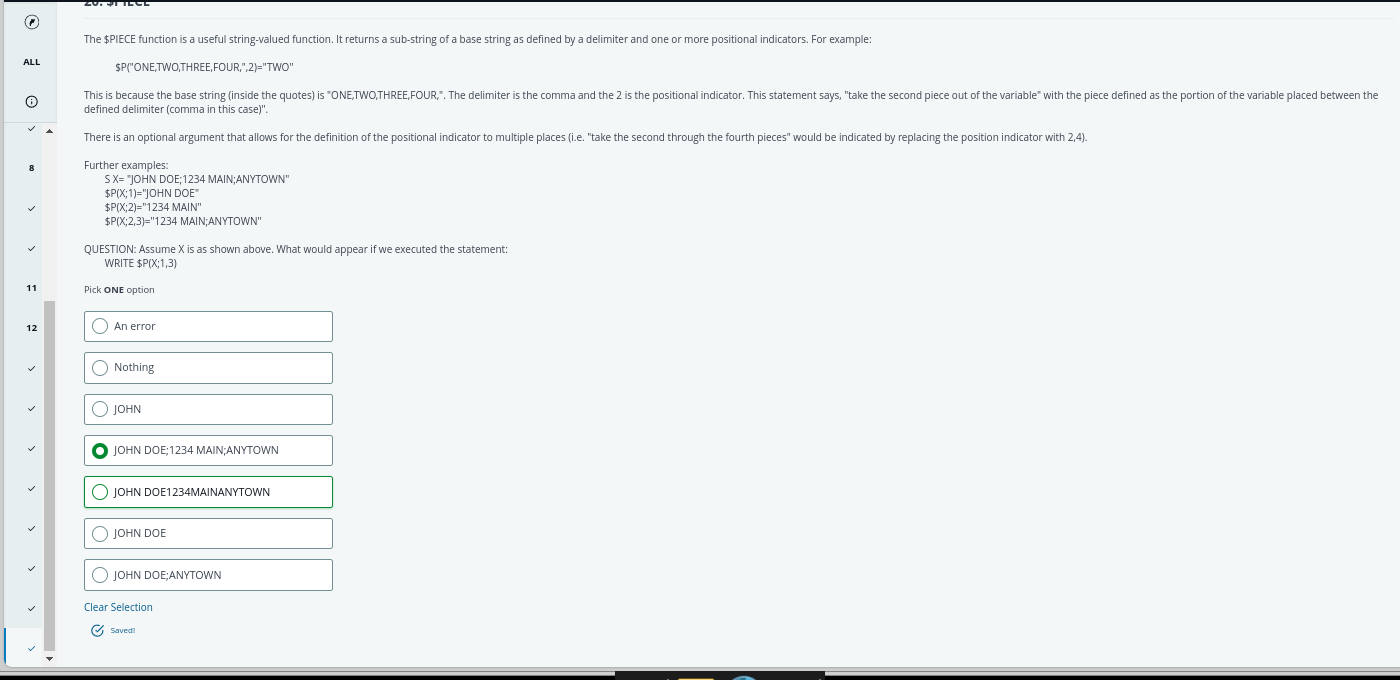 20. $PIECE
ALL
The $PIECE function is a useful string-valued function. It returns a sub-string of a base string as defined by a delimiter and one or more positional indicators. For example:
$P("ONE,TWO,THREE,FOUR,",2)="TWO"
This is because the base string (inside the quotes) is "ONE,TWO,THREE,FOUR,". The delimiter is the comma and the 2 is the positional indicator. This statement says, "take the second piece out of the variable" with the piece defined as the portion of the variable placed between the
defined delimiter (comma in this case)".
There is an optional argument that allows for the definition of the positional indicator to multiple places (i.e. "take the second through the fourth pieces" would be indicated by replacing the position indicator with 2,4).
Further examples:
S X= "JOHN DOE;1234 MAIN;ANYTOWN"
$P(X;1)="JOHN DOE"
$P(X;2)="1234 MAIN"
$P(X;2,3)="1234 MAIN;ANYTOWN"
QUESTION: Assume X is as shown above. What would appear if we executed the statement:
WRITE $P(X;1,3)
Pick ONE option
An error
Nothing
JOHN
JOHN DOE;1234 MAIN;ANYTOWN
JOHN DOE1234MAINANYTOWN
JOHN DOE
JOHN DOE;ANYTOWN
Clear Selection
Saved!
8
11
12